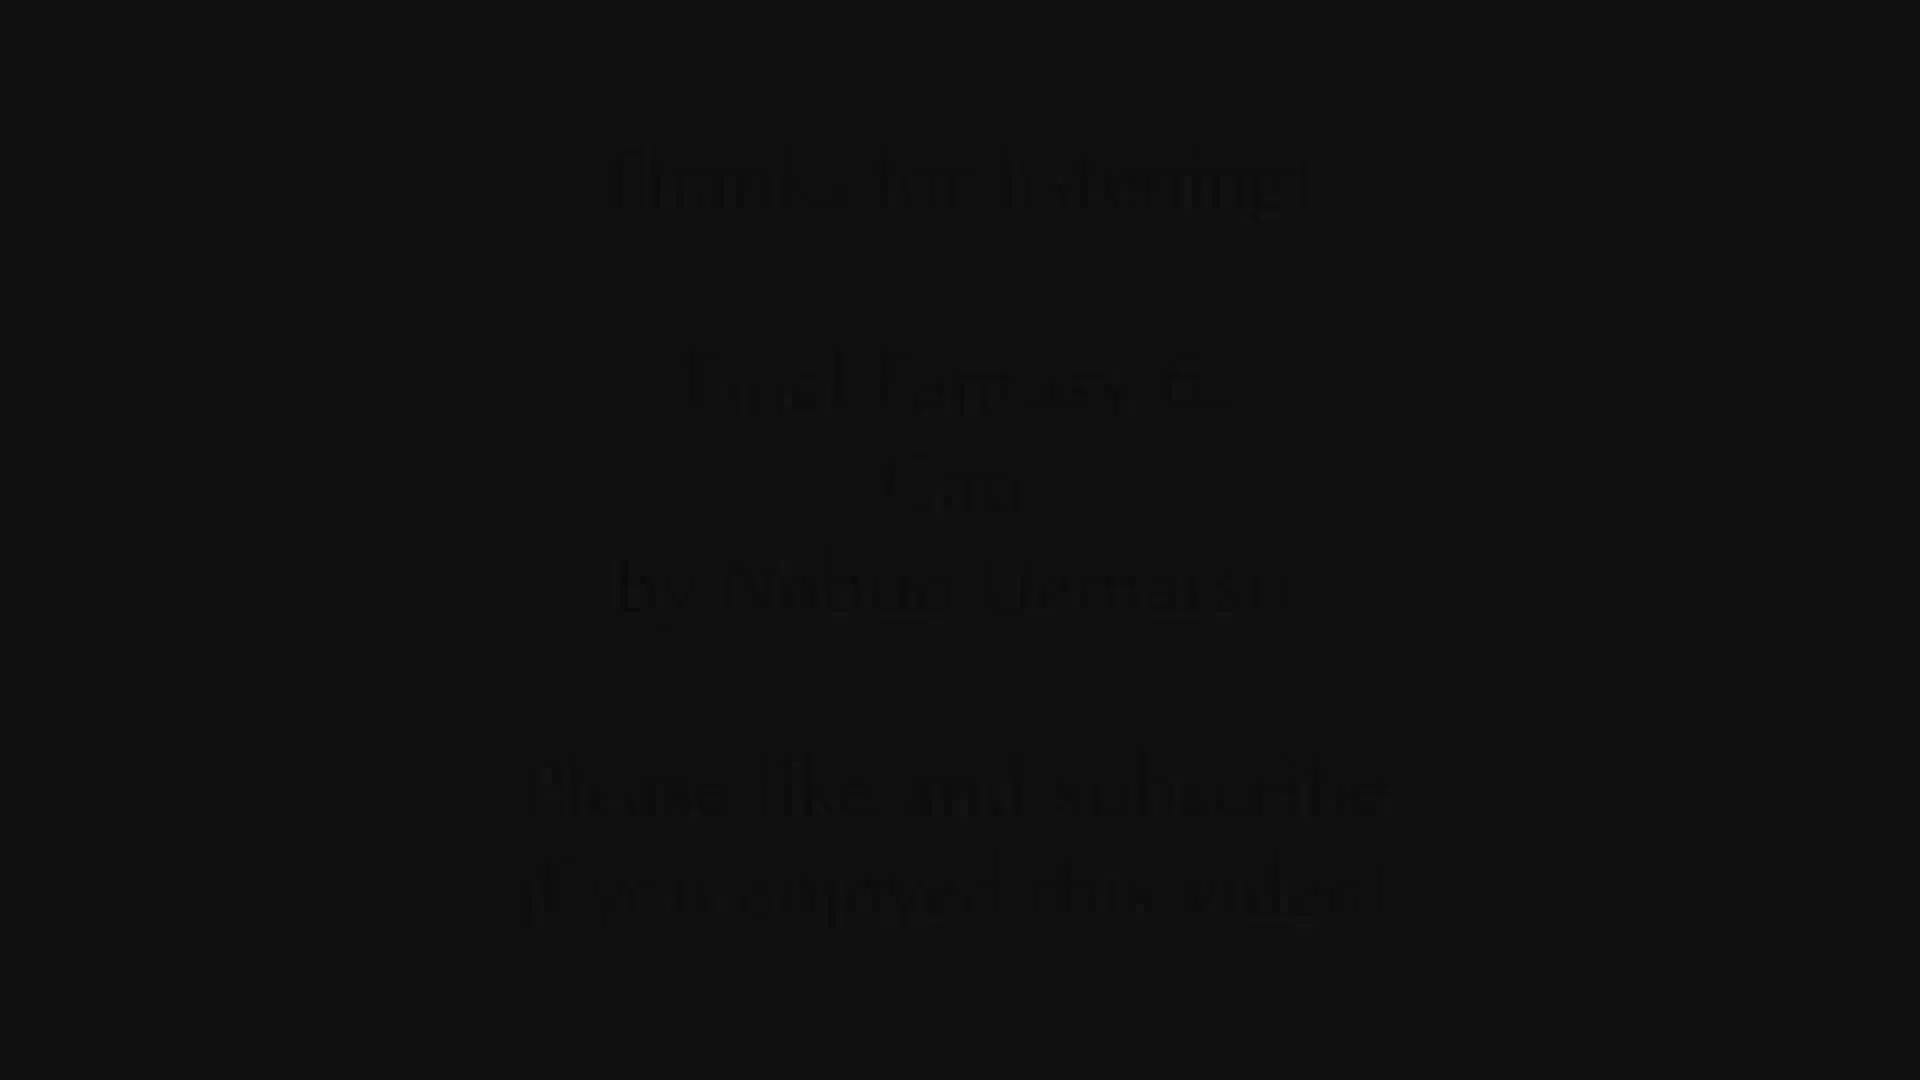 Thanks for listening!
Final Fantasy 6:
by Nobuo Uematsu
Please like and subscribe
if you enjoyed this video!